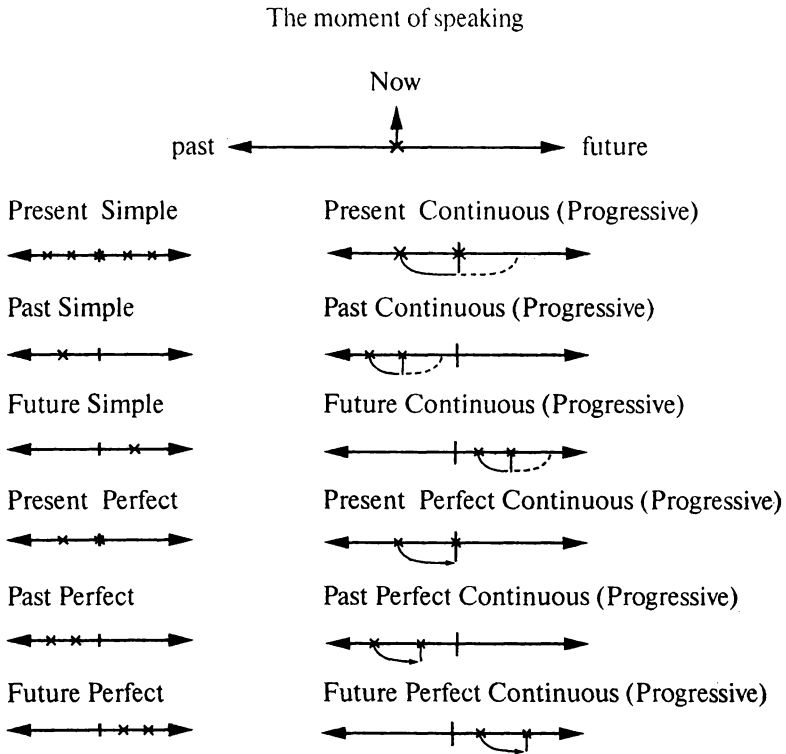 The moment of speaking
Now
past future
Present Simple Present Continuous (Progressive)
Past Simple Past Continuous (Progressive)
Future Simple Future Continuous (Progressive)
Present Perfect Present Perfect Continuous (Progressive)
Past Perfect Past Perfect Continuous (Progressive)
Future Perfect Future Perfect Continuous (Progressive)